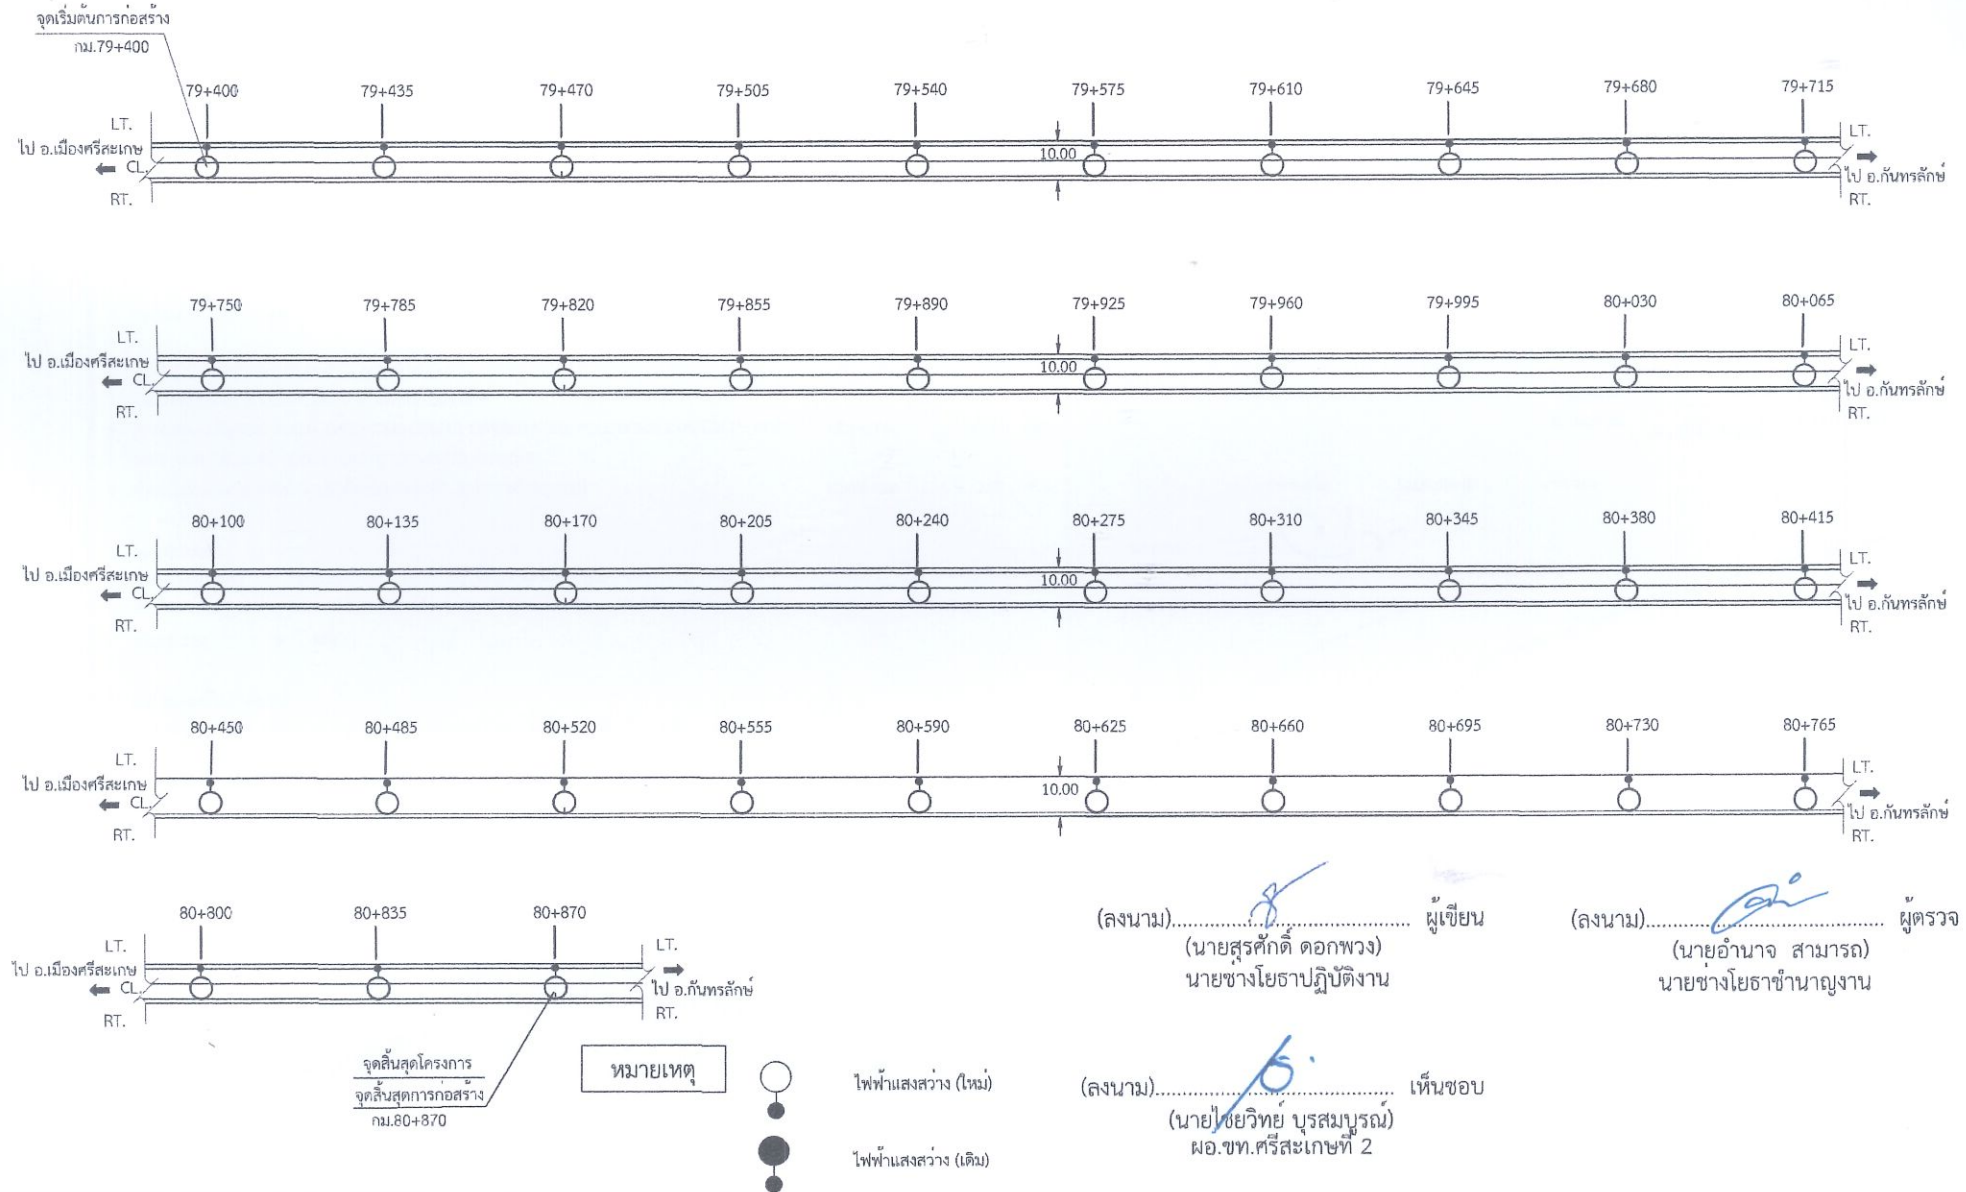 จุดเริ่มต้นการก่อสร้าง
กม.79+400
79+400 79+435 79+470 79+505 79+540 79+575 79+610 79+645 79+680 79+715
LT. LT.
ไป อ.เมืองศรีสะเกษ 10.00
CL. ไป อ.กันทรลักษ์
RT. RT.
79+750 79+785 79+820 79+855 79+890 79+925 79+960 79+995 80+030 80+065
LT. LT.
ไป อ.เมืองศรีสะเกษ 10.00
CL. ไป อ.กันทรลักษ์
RT. RT.
80+100 80+135 80+170 80+205 80+240 80+275 80+310 80+345 80+380 80+415
LT. LT.
ไป อ.เมืองศรีสะเกษ 10.00
CL. ไป อ.กันทรลักษ์
RT. RT.
80+450 80+485 80+520 80+555 80+590 80+625 80+660 80+695 80+730 80+765
LT. LT.
ไป อ.เมืองศรีสะเกษ 10.00
CL. ไป อ.กันทรลักษ์
RT. RT.
80+800 80+835 80+870
LT. LT.
ไป อ.เมืองศรีสะเกษ
CL. ไป อ.กันทรลักษ์
RT. RT.
จุดสิ้นสุดโครงการ
จุดสิ้นสุดการก่อสร้าง
กม.80+870
หมายเหตุ
ไฟฟ้าแสงสว่าง (ใหม่)
ไฟฟ้าแสงสว่าง (เดิม)
(ลงนาม)........................................ ผู้เขียน
(นายสุรศักดิ์ ดอกพวง)
นายช่างโยธาปฏิบัติงาน
(ลงนาม)........................................ ผู้ตรวจ
(นายอำนาจ สามารถ)
นายช่างโยธาชำนาญงาน
(ลงนาม)........................................ เห็นชอบ
(นายไชยวิทย์ บุรสมบูรณ์)
ผอ.ขท.ศรีสะเกษที่ 2